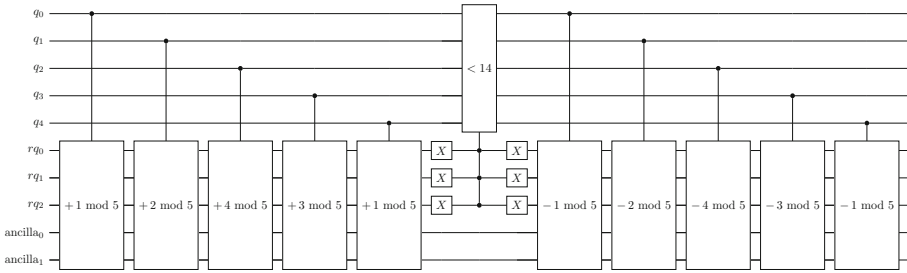 q₀
q₁
q₂
q₃
q₄
rq₀
rq₁
rq₂
ancilla₀
ancilla₁
< 14
X X
X X
X X
+ 1 mod 5 + 2 mod 5 + 4 mod 5 + 3 mod 5 + 1 mod 5 − 1 mod 5 − 2 mod 5 − 4 mod 5 − 3 mod 5 − 1 mod 5